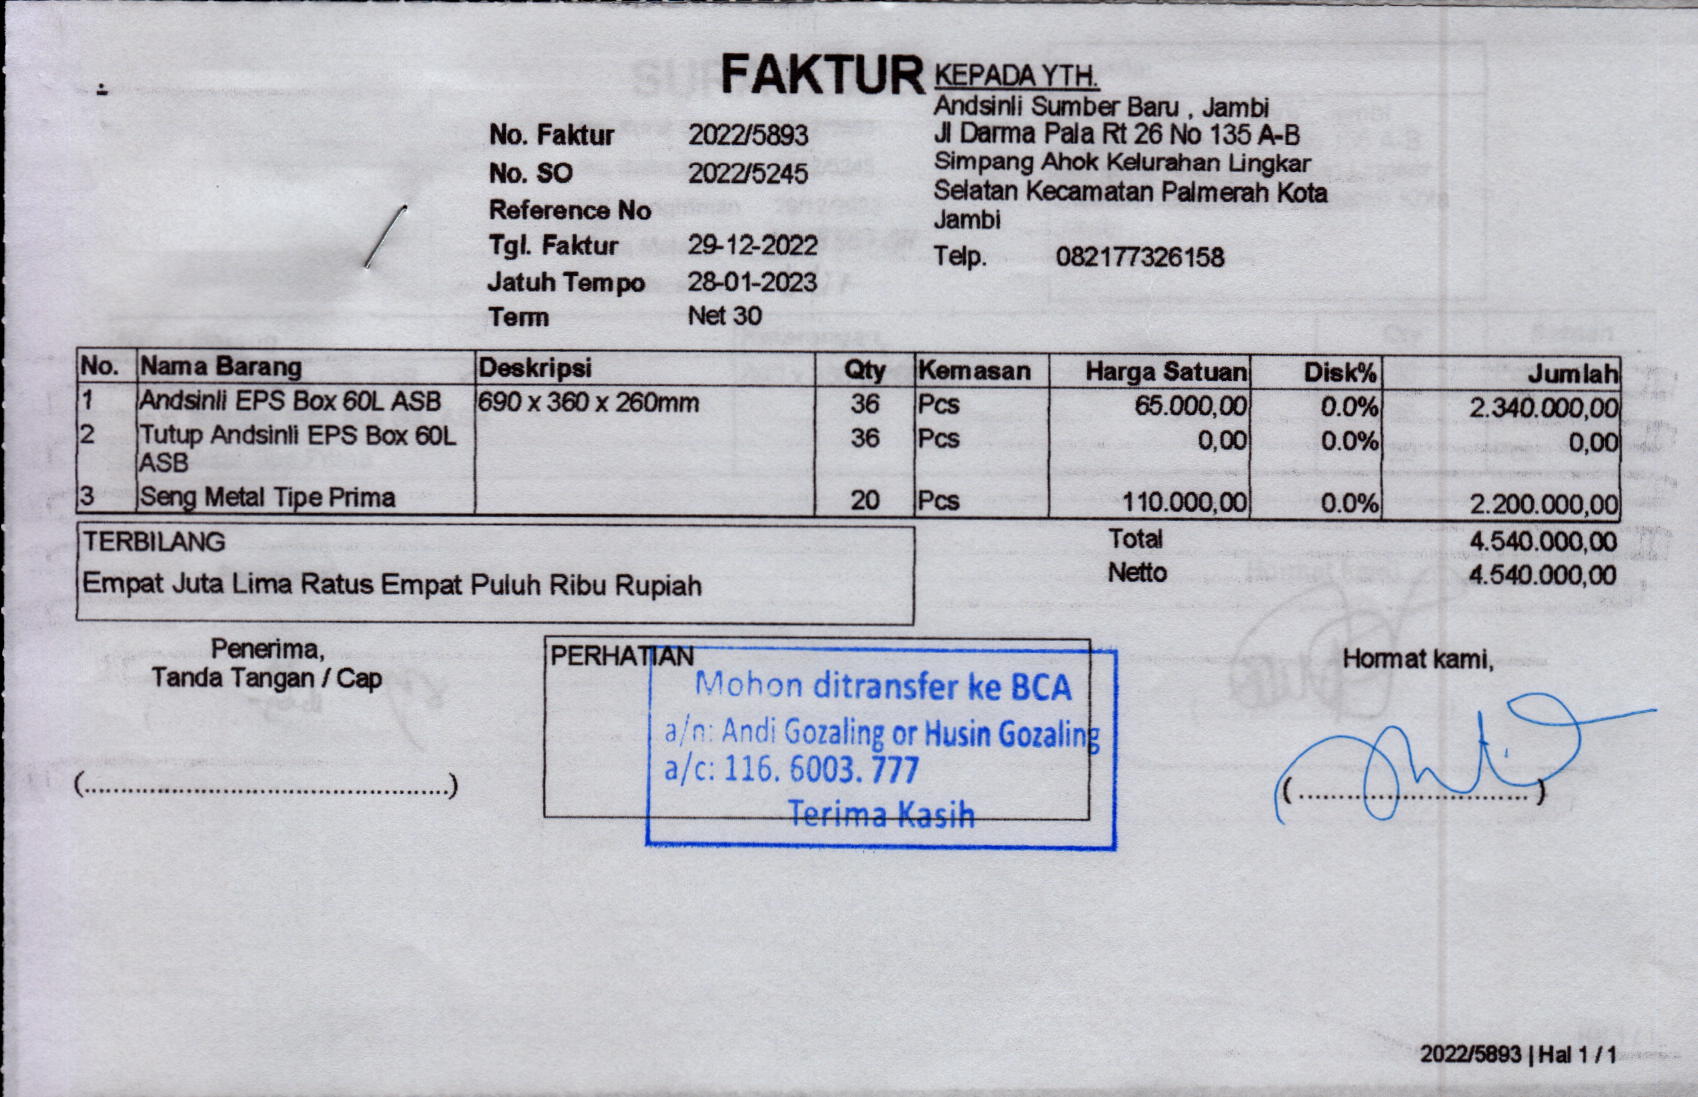 FAKTUR
No. Faktur 2022/5893
No. SO 2022/5245
Reference No
Tgl. Faktur 29-12-2022
Jatuh Tempo 28-01-2023
Term Net 30
KEPADA YTH.
Andsinli Sumber Baru , Jambi
Jl Darma Pala Rt 26 No 135 A-B
Simpang Ahok Kelurahan Lingkar
Selatan Kecamatan Palmerah Kota
Jambi
Telp. 082177326158
No. Nama Barang Deskripsi Qty Kemasan Harga Satuan Disk% Jumlah
1 Andsinli EPS Box 60L ASB 690 x 360 x 260mm 36 Pcs 65.000,00 0.0% 2.340.000,00
2 Tutup Andsinli EPS Box 60L 36 Pcs 0,00 0.0% 0,00
ASB
3 Seng Metal Tipe Prima 20 Pcs 110.000,00 0.0% 2.200.000,00
TERBILANG
Empat Juta Lima Ratus Empat Puluh Ribu Rupiah
Total 4.540.000,00
Netto 4.540.000,00
Penerima,
Tanda Tangan / Cap
(................................................)
PERHATIAN
Mohon ditransfer ke BCA
a/n: Andi Gozaling or Husin Gozaling
a/c: 116. 6003. 777
Terima Kasih
Hormat kami,
(..............................)
2022/5893 | Hal 1 / 1